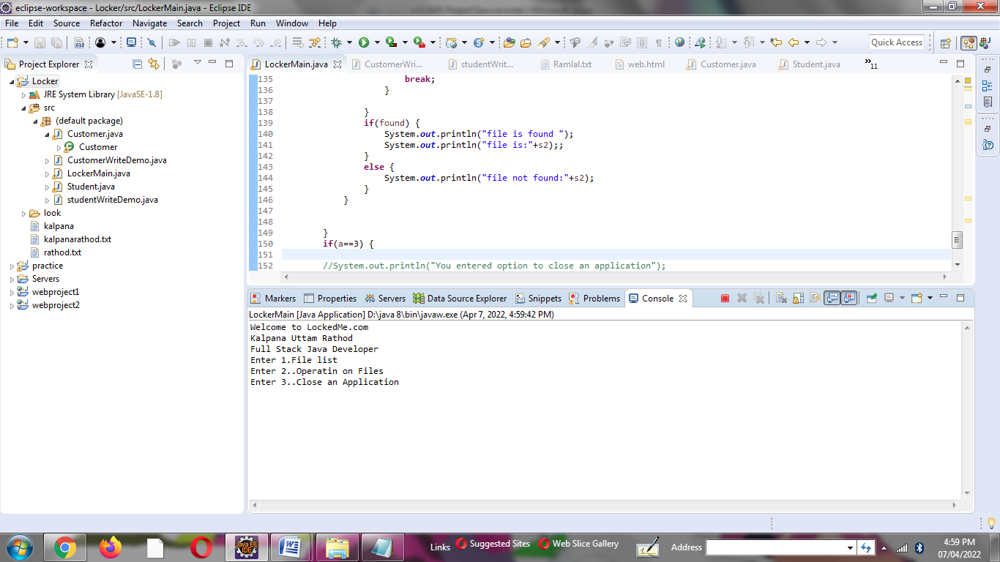 eclipse-workspace - Locker/src/LockerMain.java - Eclipse IDE
File Edit Source Refactor Navigate Search Project Run Window Help
Quick Access
Project Explorer
Locker
JRE System Library [JavaSE-1.8]
src
(default package)
Customer.java
Customer
CustomerWriteDemo.java
LockerMain.java
Student.java
studentWriteDemo.java
look
kalpana
kalpanarathod.txt
rathod.txt
practice
Servers
webproject1
webproject2
LockerMain.java CustomerWri... studentWrit... Ramlal.txt web.html Customer.java Student.java »11
135 break;
136 }
137
138 }
139 if(found) {
140 System.out.println("file is found ");
141 System.out.println("file is:"+s2);;
142 }
143 else {
144 System.out.println("file not found:"+s2);
145 }
146 }
147
148
149 }
150 if(a==3) {
151
152 //System.out.println("You entered option to close an application");
Markers Properties Servers Data Source Explorer Snippets Problems Console
LockerMain [Java Application] D:\java 8\bin\javaw.exe (Apr 7, 2022, 4:59:42 PM)
Welcome to LockedMe.com
Kalpana Uttam Rathod
Full Stack Java Developer
Enter 1.File list
Enter 2..Operatin on Files
Enter 3..Close an Application
Java EE IDE
Links Suggested Sites Web Slice Gallery Address
4:59 PM
07/04/2022